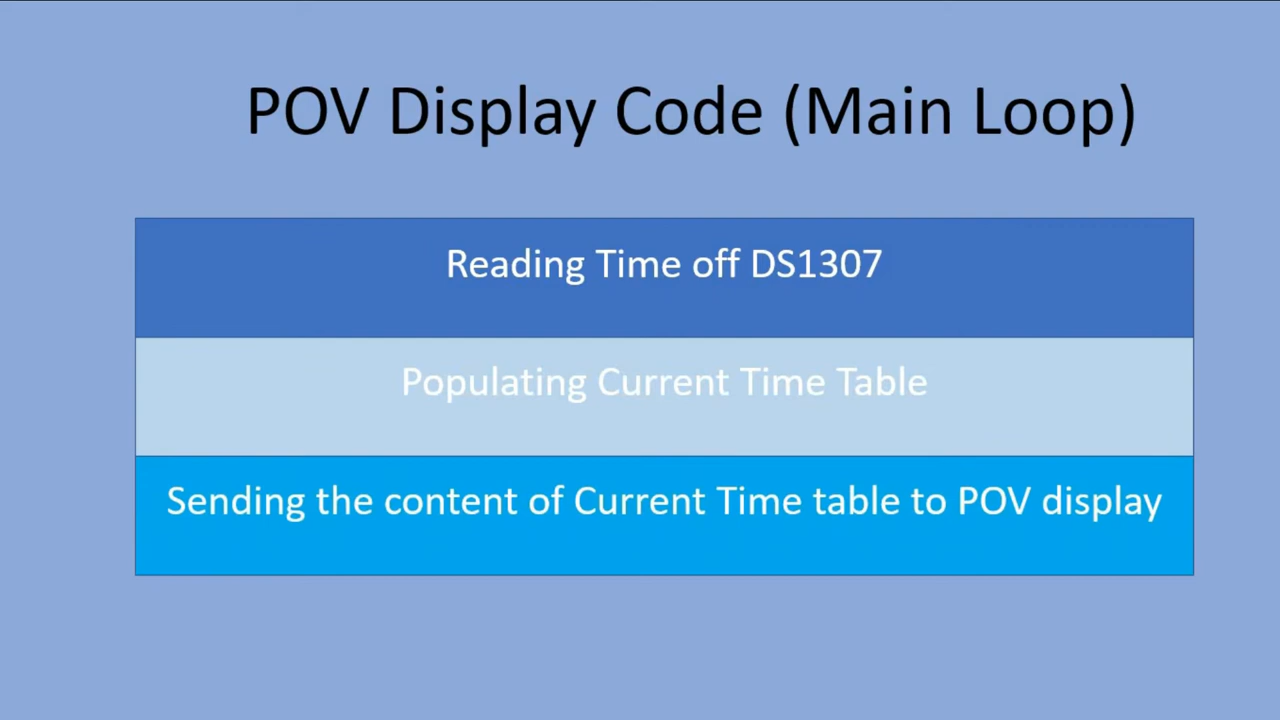 POV Display Code (Main Loop)
Reading Time off DS1307
Populating Current Time Table
Sending the content of Current Time table to POV display